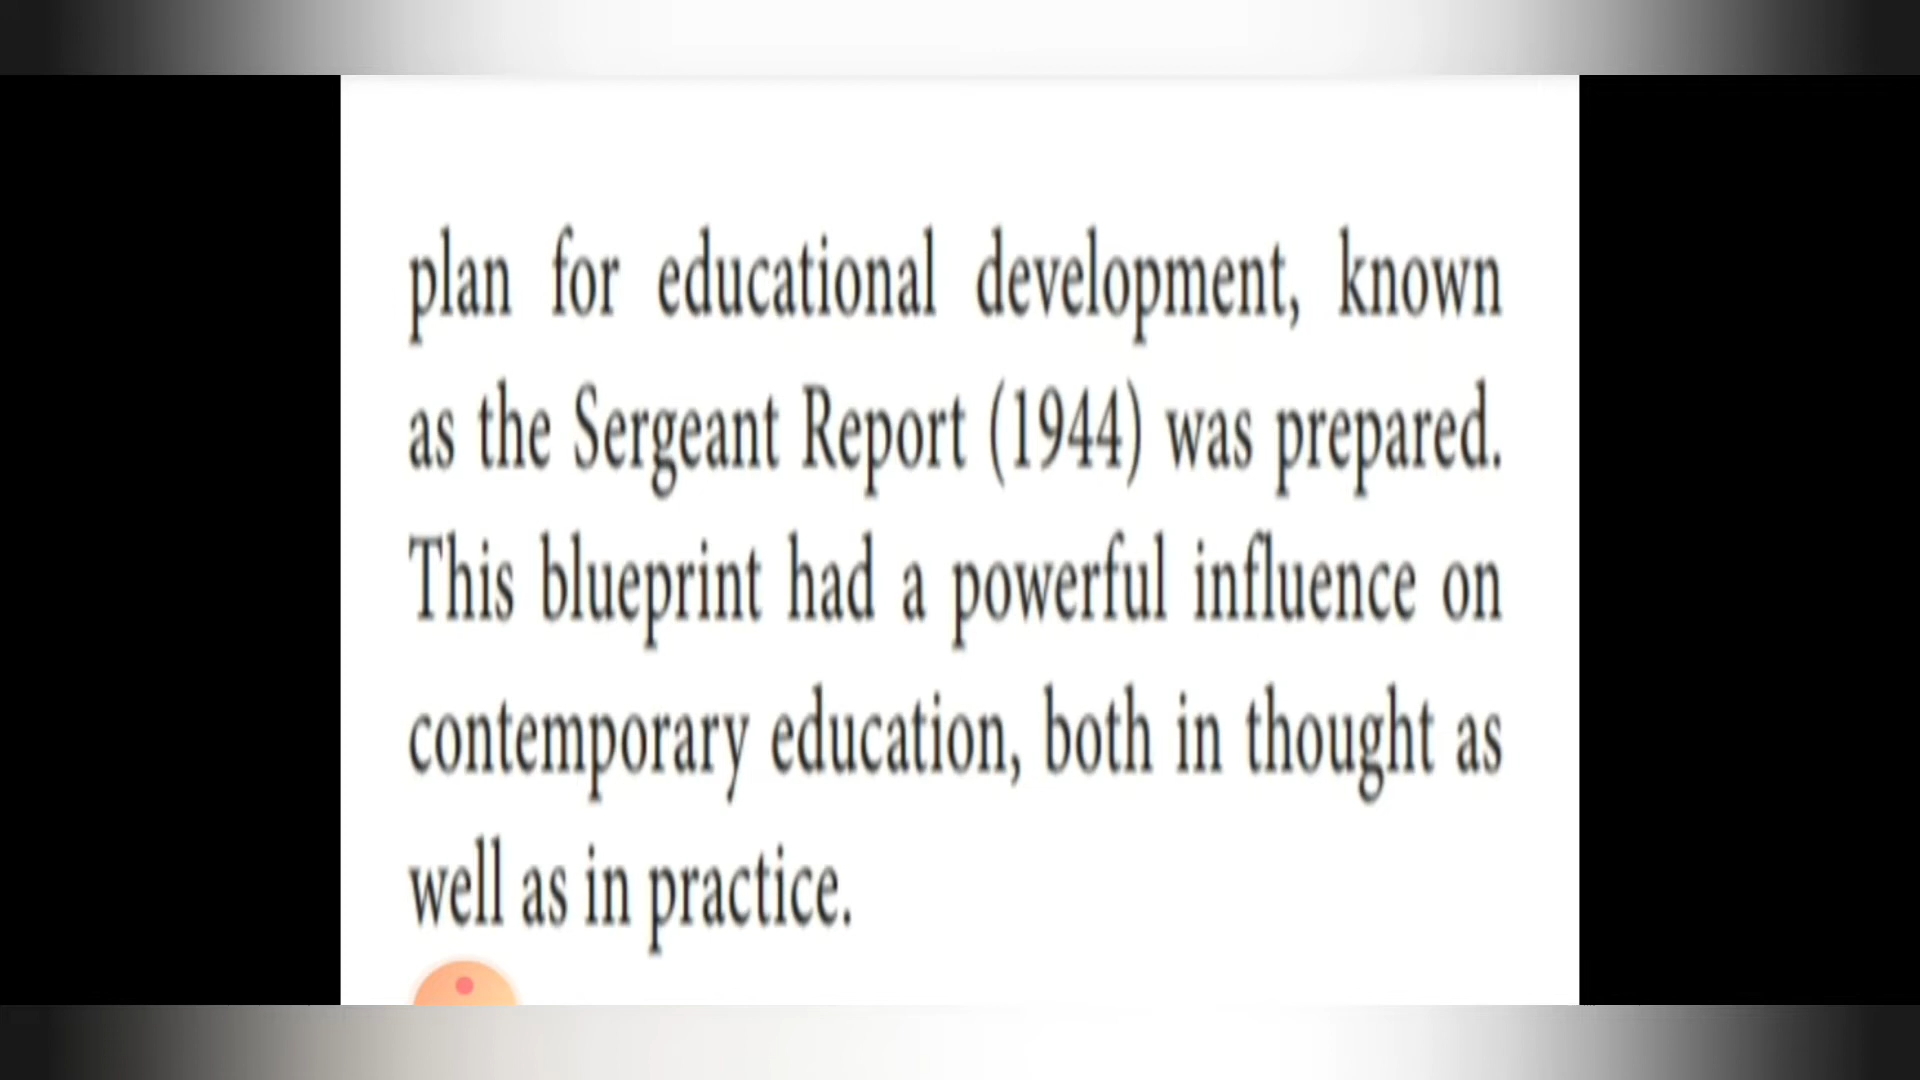 plan for educational development, known
as the Sergeant Report (1944) was prepared.
This blueprint had a powerful influence on
contemporary education, both in thought as
well as in practice.